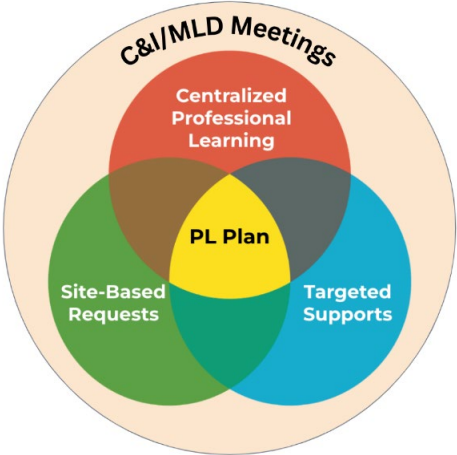 C&I/MLD Meetings
Centralized
Professional
Learning
PL Plan
Site-Based
Requests
Targeted
Supports